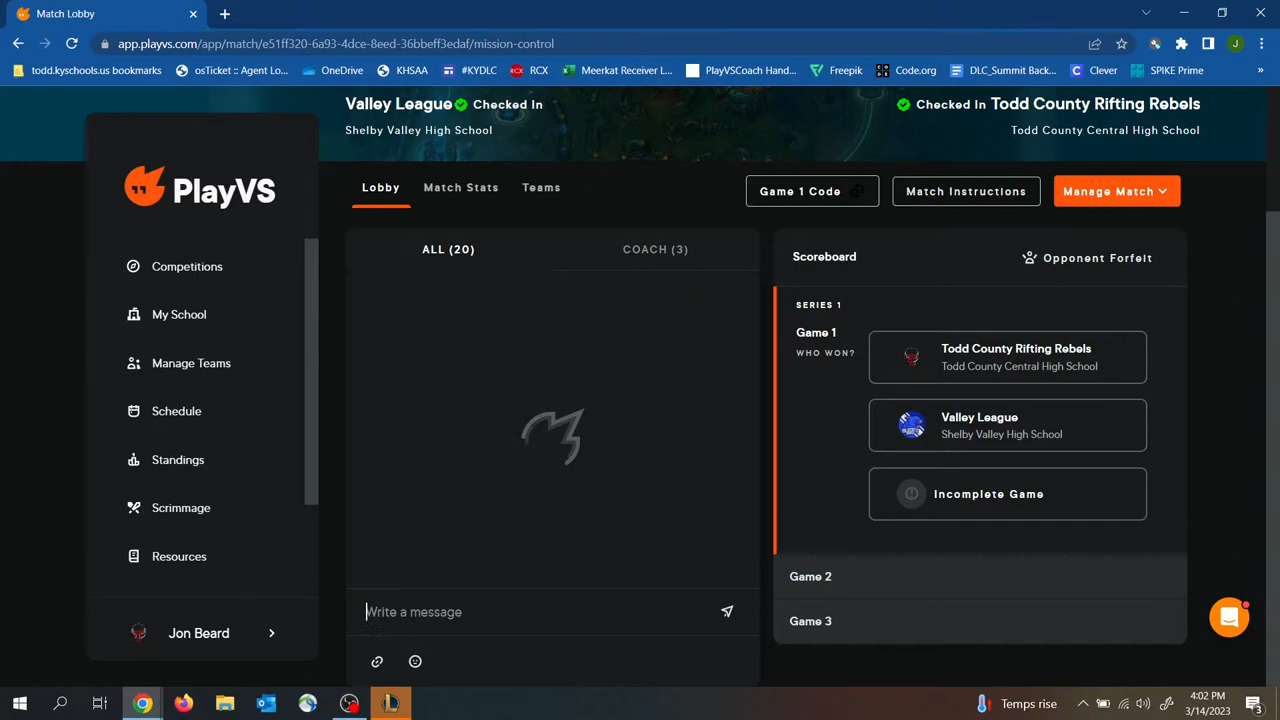 Match Lobby
app.playvs.com/app/match/e51ff320-6a93-4dce-8eed-36bbeff3edaf/mission-control
todd.kyschools.us bookmarks
osTicket :: Agent Lo...
OneDrive
KHSAA
#KYDLC
RCX
Meerkat Receiver L...
PlayVSCoach Hand...
Freepik
Code.org
DLC_Summit Back...
Clever
SPIKE Prime
Valley League Checked In
Shelby Valley High School
Checked In Todd County Rifting Rebels
Todd County Central High School
PlayVS
Competitions
My School
Manage Teams
Schedule
Standings
Scrimmage
Resources
Jon Beard
Lobby
Match Stats
Teams
Game 1 Code
Match Instructions
Manage Match
ALL (20)
COACH (3)
Write a message
Scoreboard
Opponent Forfeit
SERIES 1
Game 1
WHO WON?
Todd County Rifting Rebels
Todd County Central High School
Valley League
Shelby Valley High School
Incomplete Game
Game 2
Game 3
Temps rise
4:02 PM
3/14/2023
3